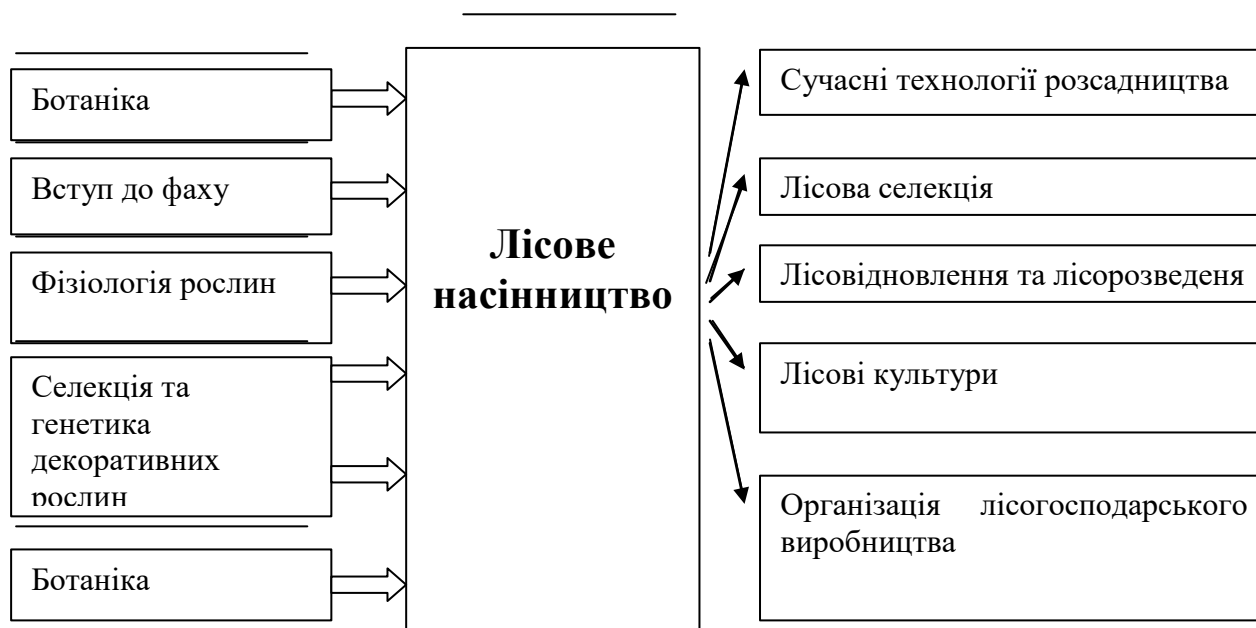 Ботаніка
Вступ до фаху
Фізіологія рослин
Селекція та
генетика
декоративних
рослин
Ботаніка
Лісове
насінництво
Сучасні технології розсадництва
Лісова селекція
Лісовідновлення та лісорозведеня
Лісові культури
Організація лісогосподарського
виробництва